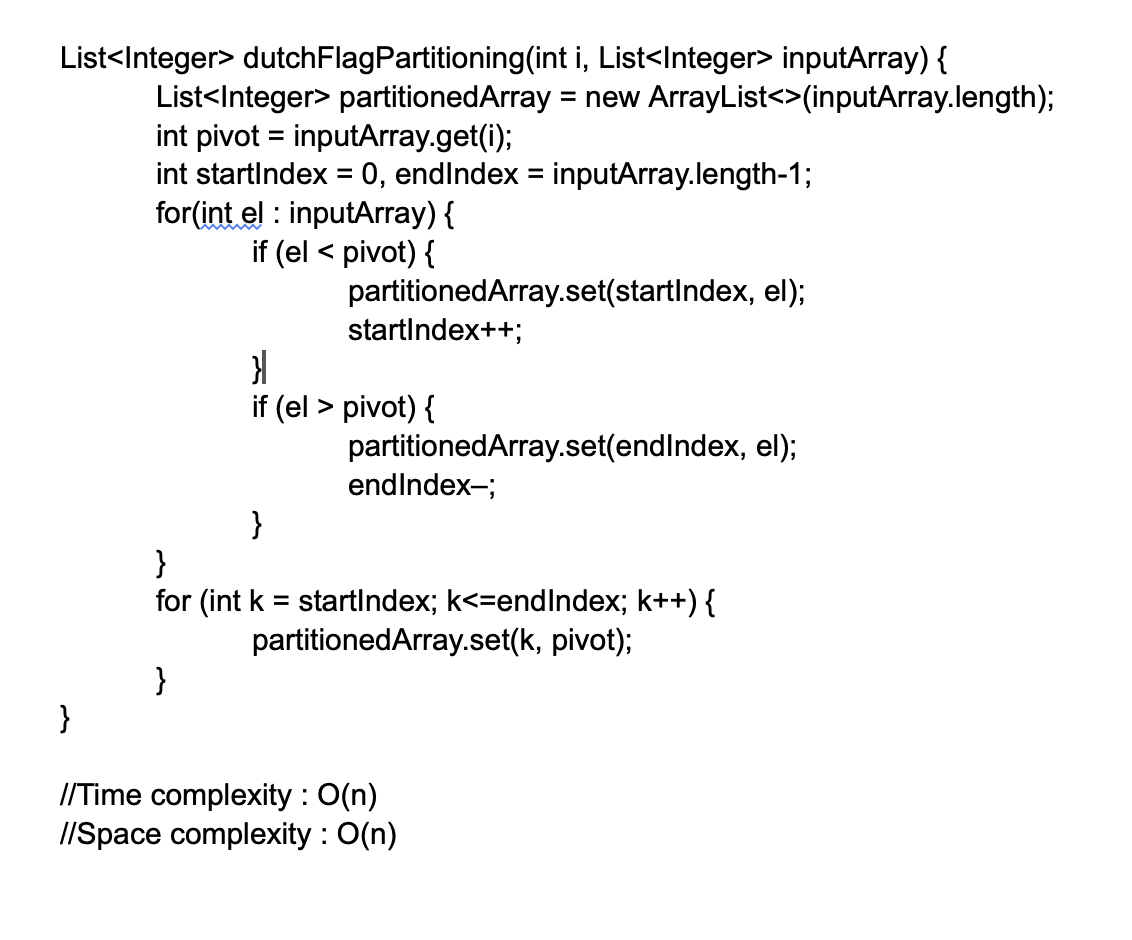 List<Integer> dutchFlagPartitioning(int i, List<Integer> inputArray) {
List<Integer> partitionedArray = new ArrayList<>(inputArray.length);
int pivot = inputArray.get(i);
int startIndex = 0, endIndex = inputArray.length-1;
for(int el : inputArray) {
if (el < pivot) {
partitionedArray.set(startIndex, el);
startIndex++;
}
if (el > pivot) {
partitionedArray.set(endIndex, el);
endIndex–;
}
}
for (int k = startIndex; k<=endIndex; k++) {
partitionedArray.set(k, pivot);
}
}
//Time complexity : O(n)
//Space complexity : O(n)